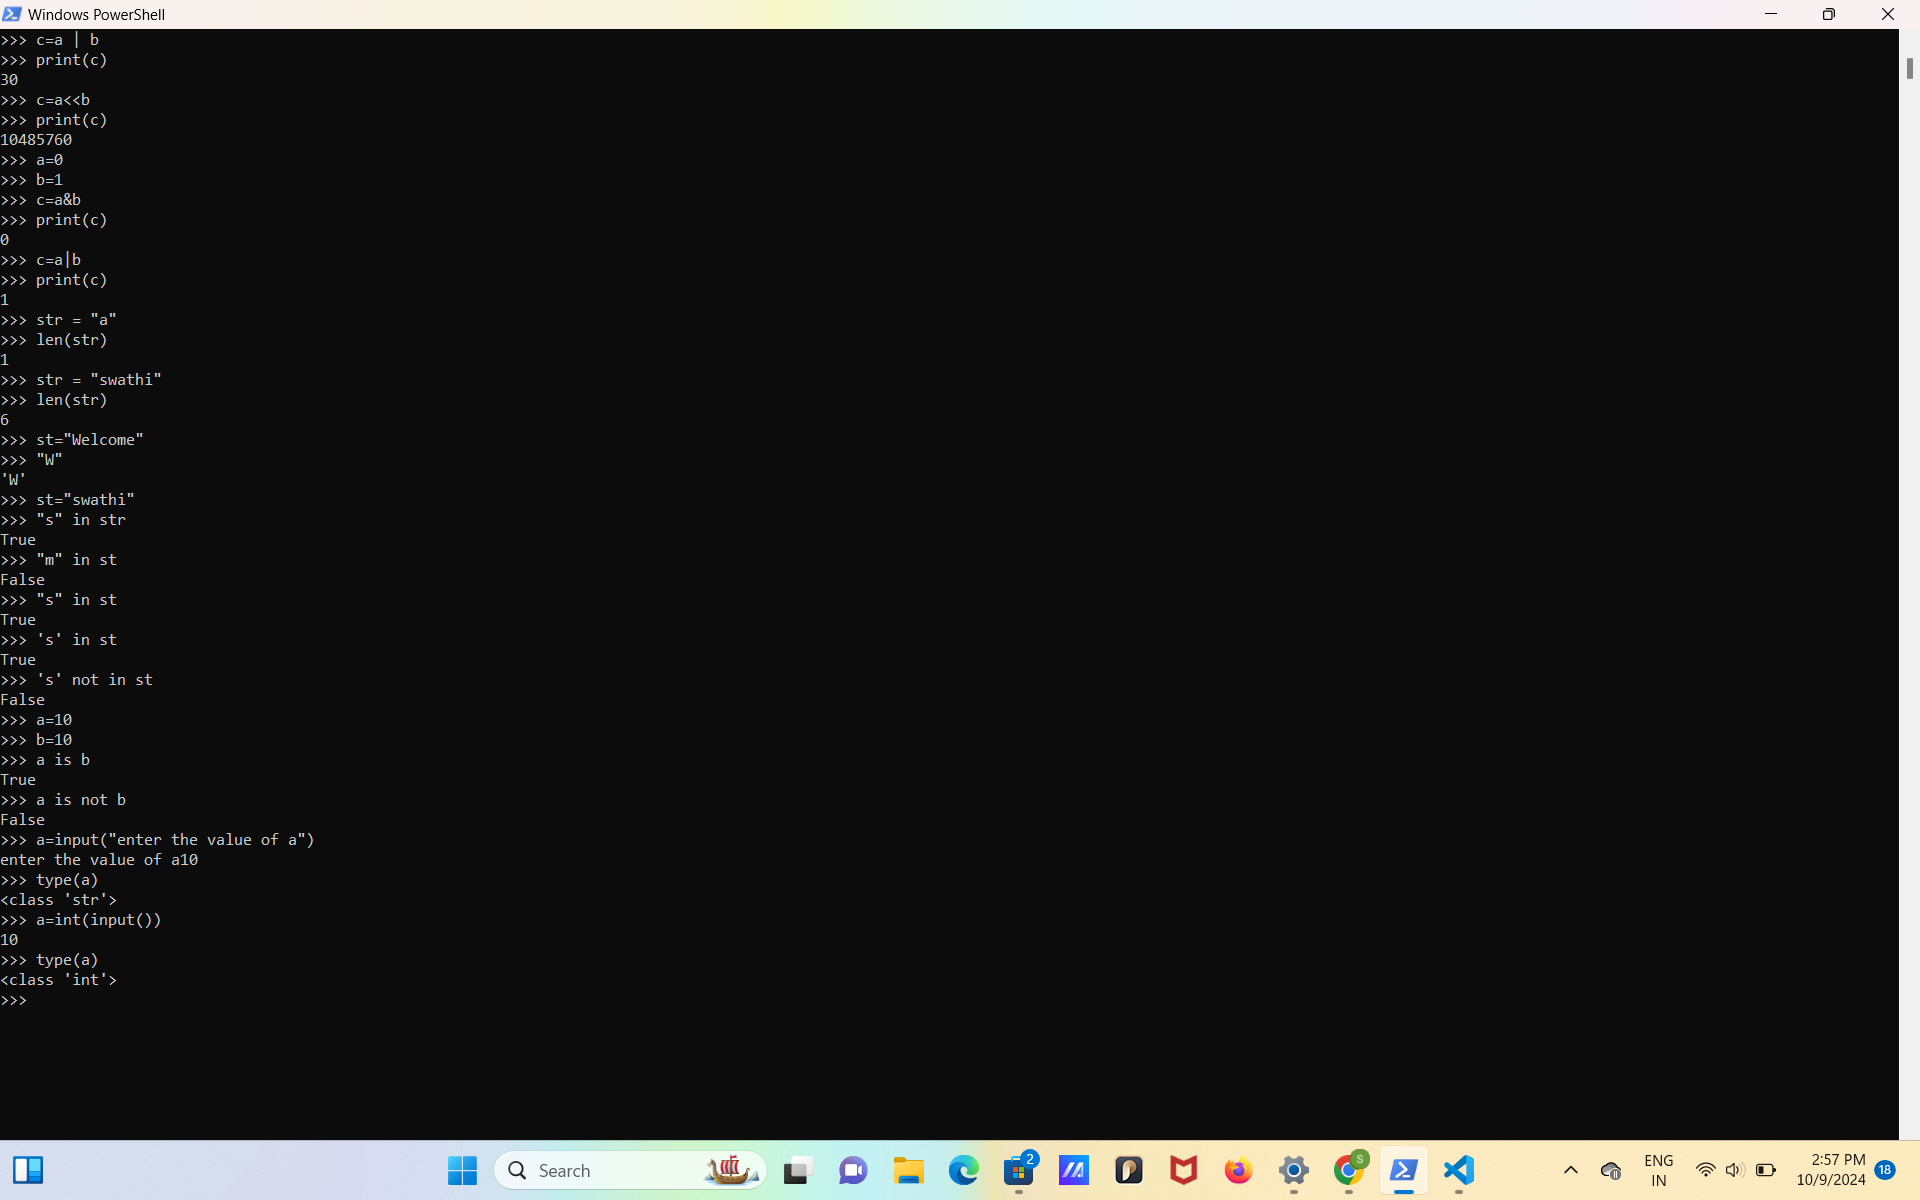 Windows PowerShell
>>> c=a | b
>>> print(c)
30
>>> c=a<<b
>>> print(c)
10485760
>>> a=0
>>> b=1
>>> c=a&b
>>> print(c)
0
>>> c=a|b
>>> print(c)
1
>>> str = "a"
>>> len(str)
1
>>> str = "swathi"
>>> len(str)
6
>>> st="Welcome"
>>> "W"
'W'
>>> st="swathi"
>>> "s" in str
True
>>> "m" in st
False
>>> "s" in st
True
>>> 's' in st
True
>>> 's' not in st
False
>>> a=10
>>> b=10
>>> a is b
True
>>> a is not b
False
>>> a=input("enter the value of a")
enter the value of a10
>>> type(a)
<class 'str'>
>>> a=int(input())
10
>>> type(a)
<class 'int'>
>>>
Search
2
S
ENG
IN
2:57 PM
10/9/2024
18